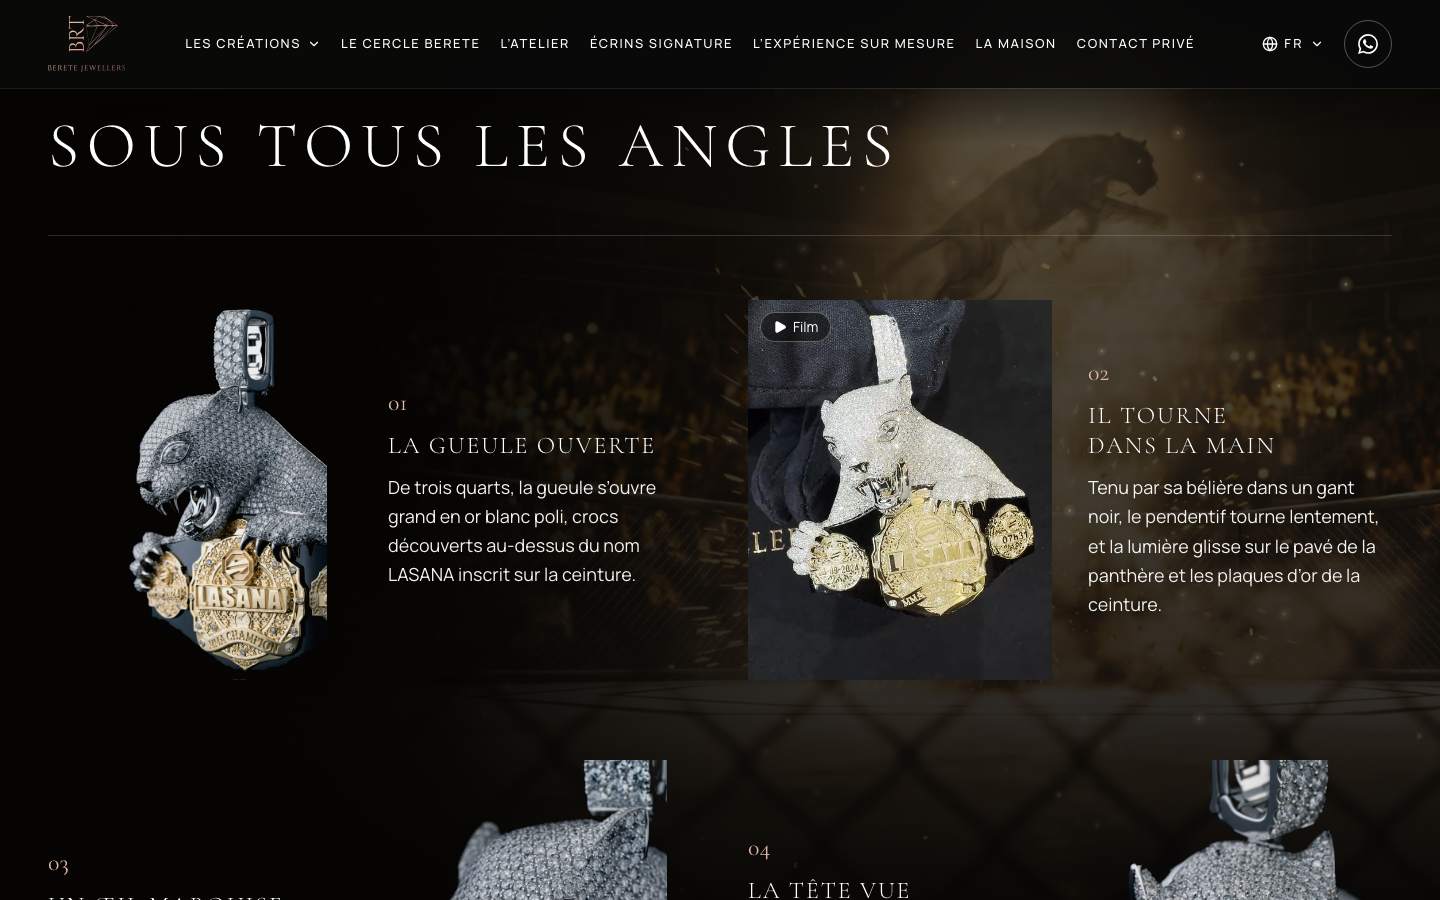 BRT
BERETE JEWELLERS
LES CRÉATIONS
LE CERCLE BERETE
L'ATELIER
ÉCRINS SIGNATURE
L'EXPÉRIENCE SUR MESURE
LA MAISON
CONTACT PRIVÉ
FR
SOUS TOUS LES ANGLES
01
LA GUEULE OUVERTE
De trois quarts, la gueule s'ouvre
grand en or blanc poli, crocs
découverts au-dessus du nom
LASANA inscrit sur la ceinture.
LASANA
CHAMPION
Film
MMA
02
IL TOURNE
DANS LA MAIN
Tenu par sa bélière dans un gant
noir, le pendentif tourne lentement,
et la lumière glisse sur le pavé de la
panthère et les plaques d'or de la
ceinture.
03
04
LA TÊTE VUE